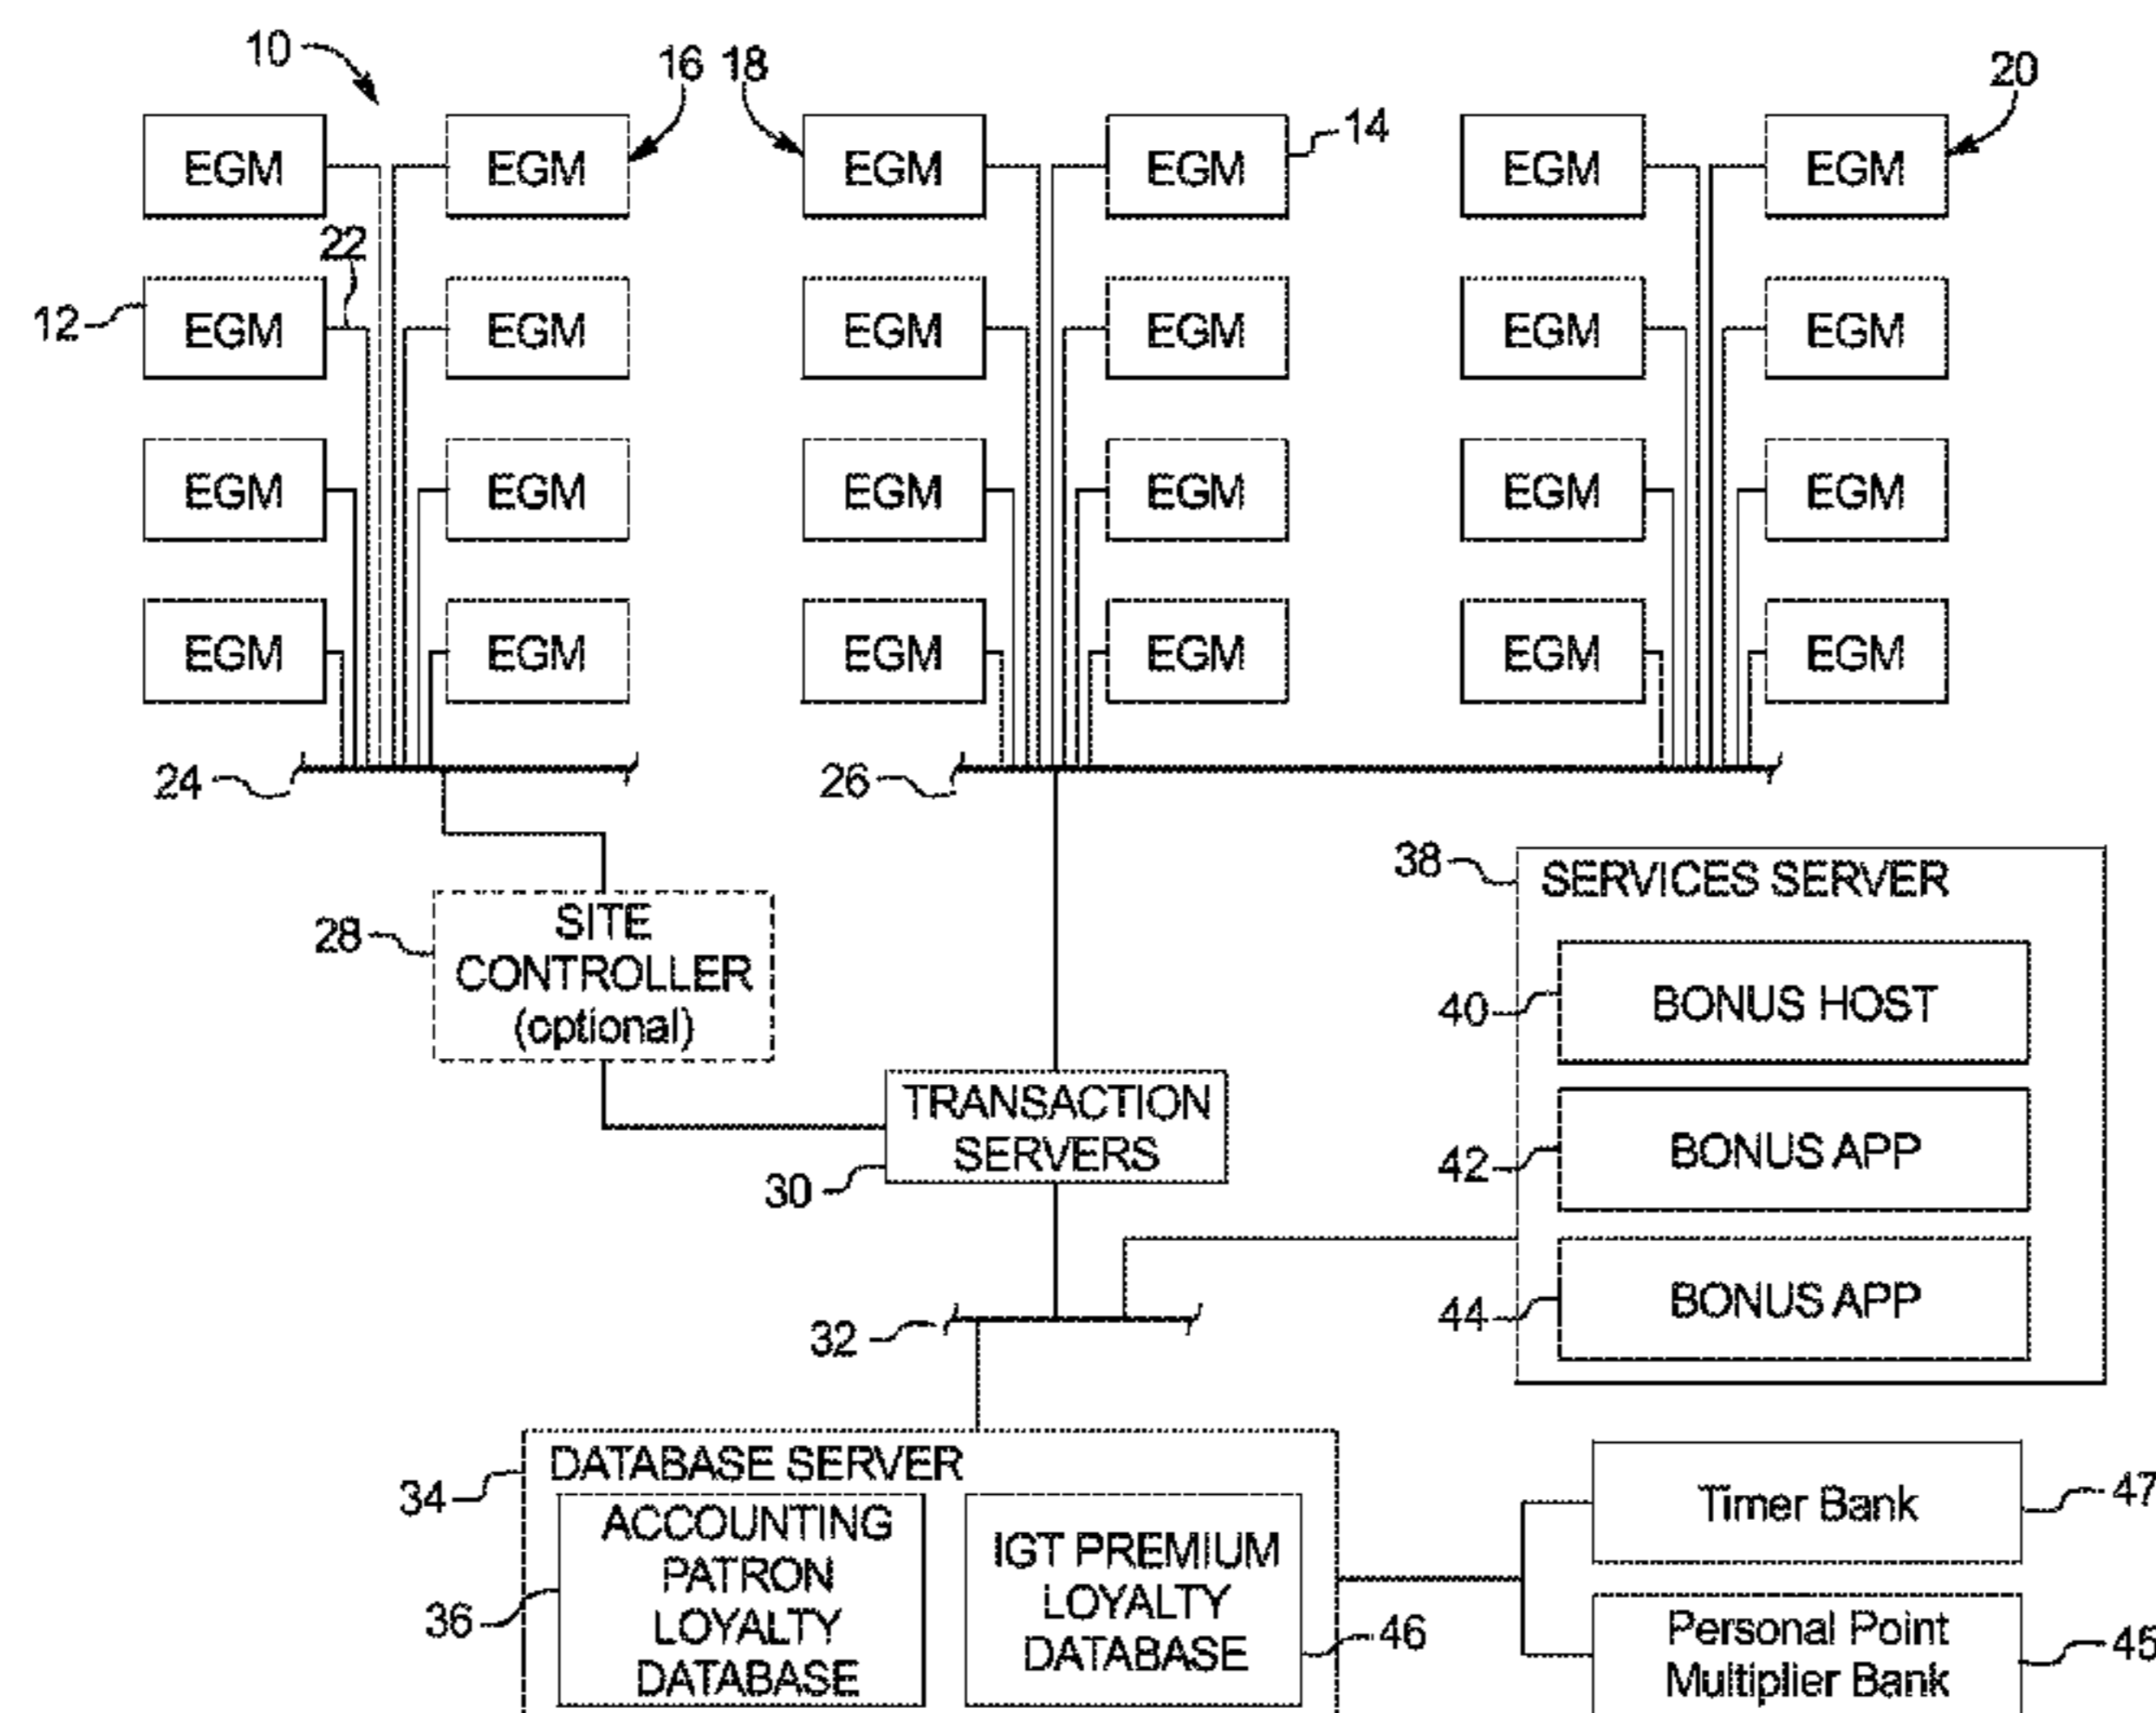 10
16 18
20
EGM EGM EGM EGM 14 EGM EGM
22
12 EGM EGM EGM EGM EGM EGM
EGM EGM EGM EGM EGM EGM
EGM EGM EGM EGM EGM EGM
24
26
38
SERVICES SERVER
28
SITE
CONTROLLER
(optional)
40
BONUS HOST
TRANSACTION
SERVERS
30
42
BONUS APP
32
44
BONUS APP
34
DATABASE SERVER
36
ACCOUNTING
PATRON
LOYALTY
DATABASE
IGT PREMIUM
LOYALTY
DATABASE
46
Timer Bank
47
Personal Point
Multiplier Bank